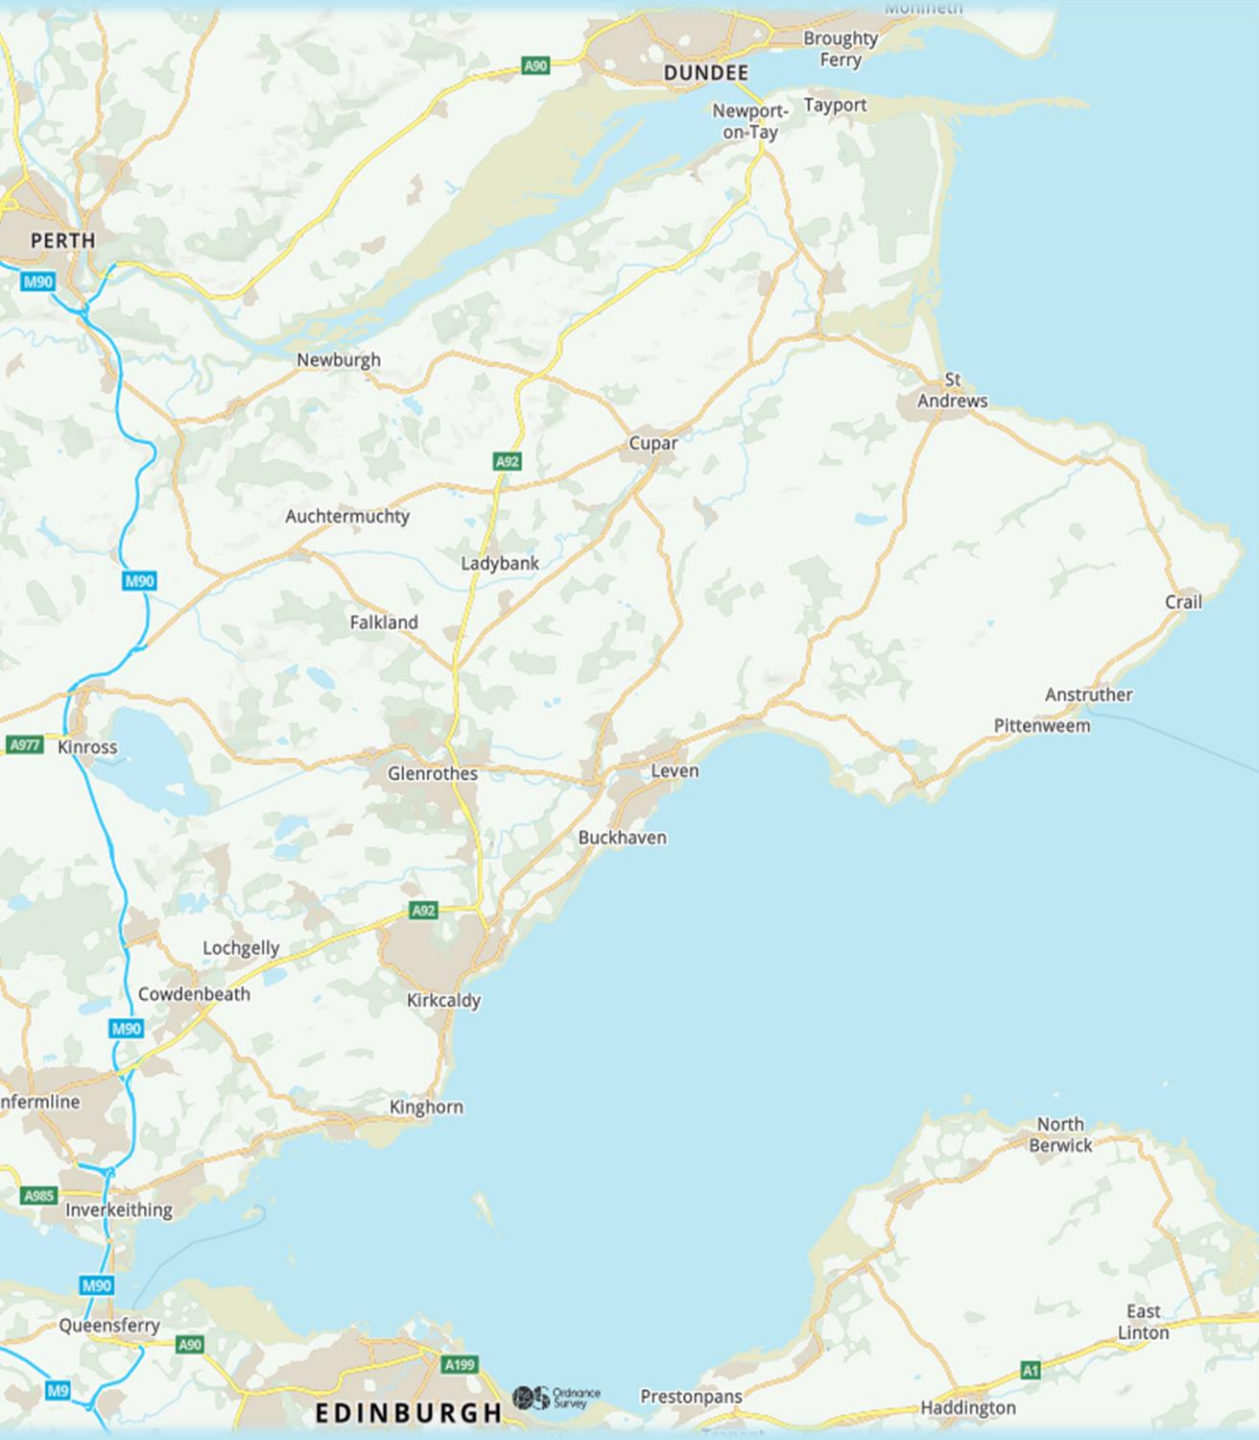 Monifieth
Broughty
Ferry
A90
DUNDEE
Newport-
on-Tay
Tayport
PERTH
M90
Newburgh
St
Andrews
Cupar
A92
Auchtermuchty
Ladybank
M90
Falkland
Crail
Anstruther
Pittenweem
A977
Kinross
Glenrothes
Leven
Buckhaven
A92
Lochgelly
Cowdenbeath
Kirkcaldy
M90
nfermline
Kinghorn
North
Berwick
A985
Inverkeithing
M90
Queensferry
East
Linton
A90
A199
A1
M9
Ordnance
Survey
Prestonpans
EDINBURGH
Haddington
Tranent